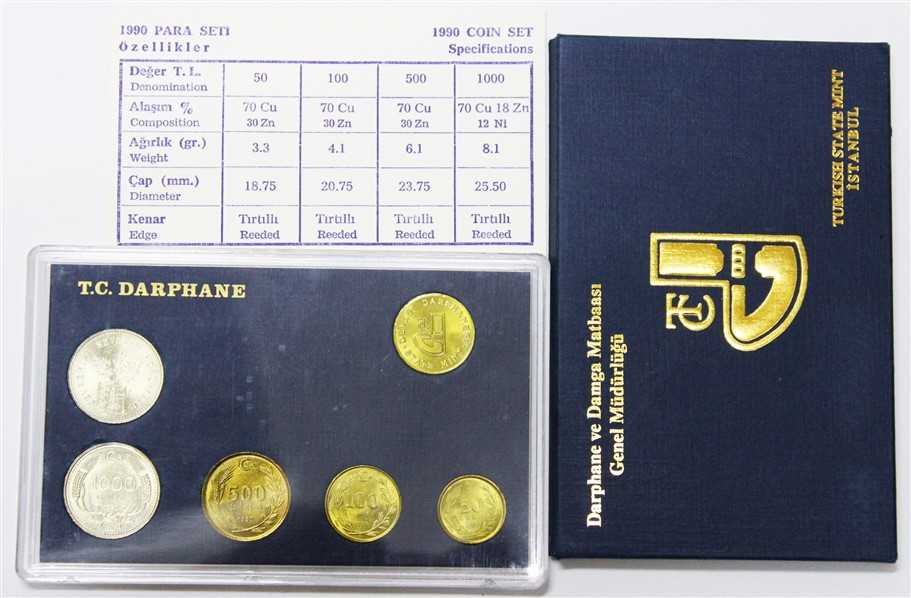 1990 PARA SETİ 1990 COIN SET
Özellikler Specifications
Değer T. L. 50 100 500 1000
Denomination
Alaşım % 70 Cu 70 Cu 70 Cu 70 Cu 18 Zn
Composition 30 Zn 30 Zn 30 Zn 12 Ni
Ağırlık (gr.) 3.3 4.1 6.1 8.1
Weight
Çap (mm.) 18.75 20.75 23.75 25.50
Diameter
Kenar Tırtıllı Tırtıllı Tırtıllı Tırtıllı
Edge Reeded Reeded Reeded Reeded
T.C. DARPHANE
1000
500
100
TURKISH STATE MINT
İSTANBUL
TC
Darphane ve Damga Matbaası
Genel Müdürlüğü